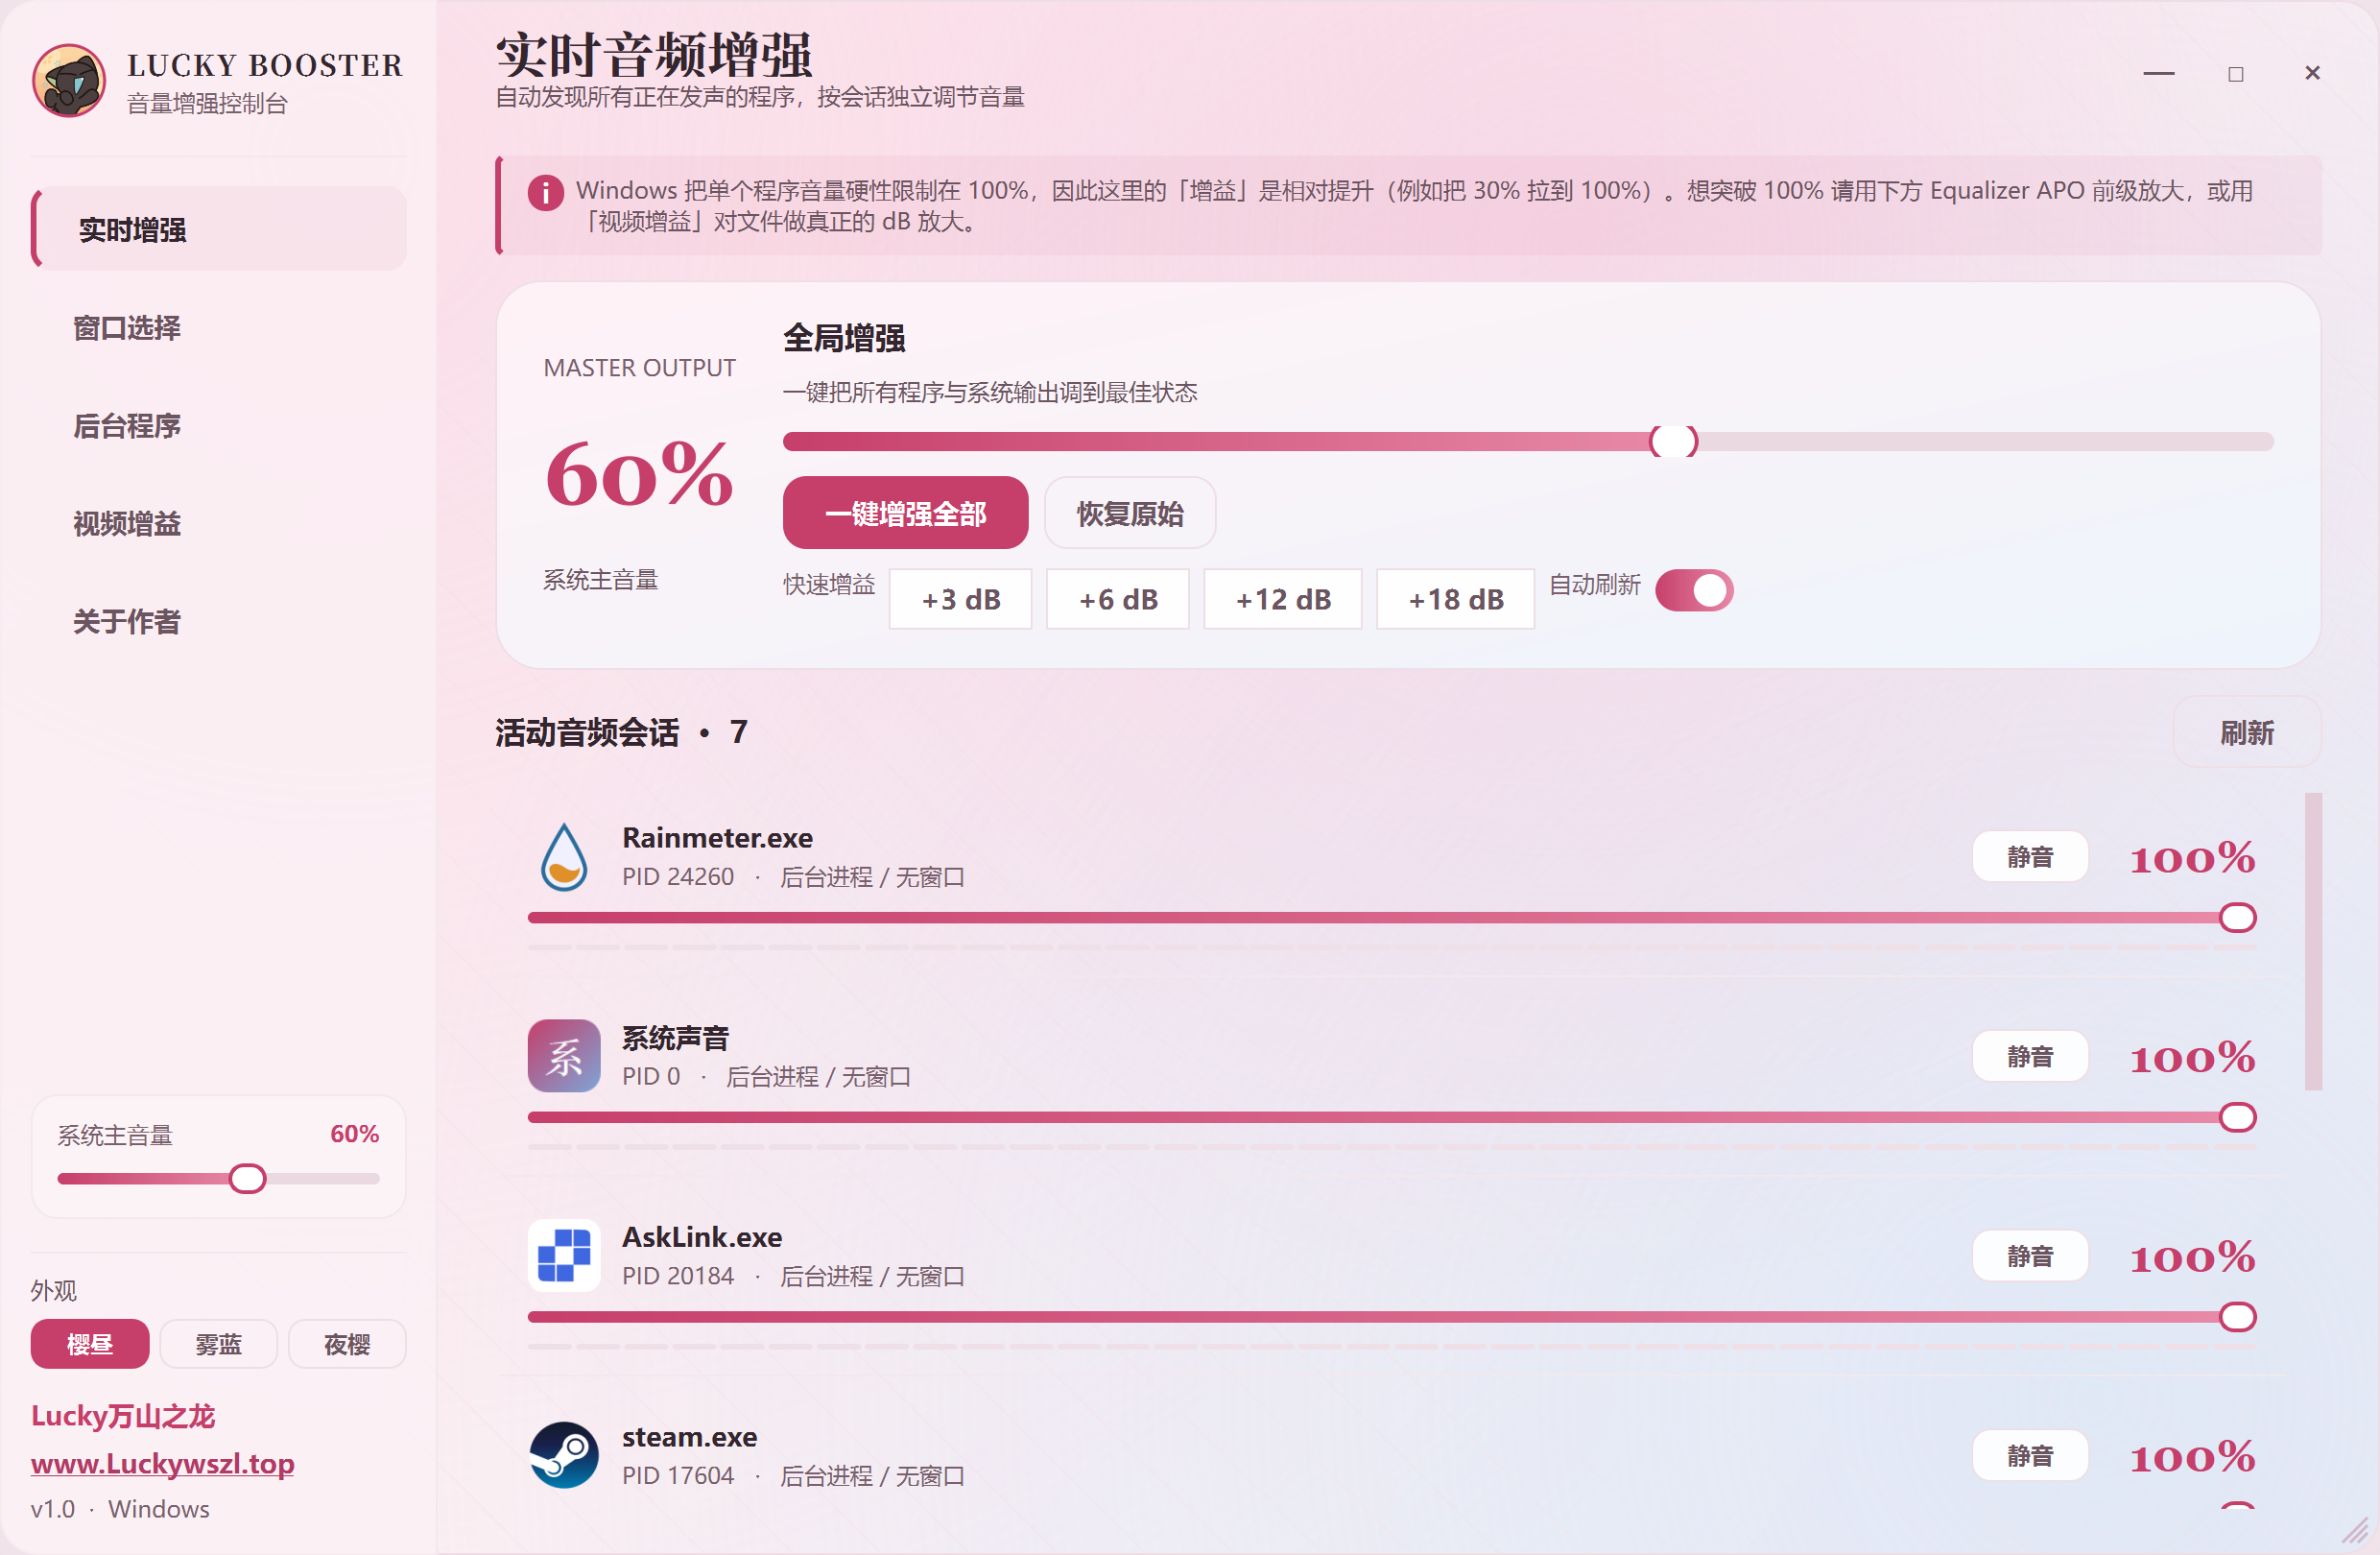 LUCKY BOOSTER
音量增强控制台
实时增强
窗口选择
后台程序
视频增益
关于作者
系统主音量 60%
外观
樱昼 雾蓝 夜樱
Lucky万山之龙
www.Luckywszl.top
v1.0 · Windows
实时音频增强
自动发现所有正在发声的程序，按会话独立调节音量
Windows 把单个程序音量硬性限制在 100%，因此这里的「增益」是相对提升（例如把 30% 拉到 100%）。想突破 100% 请用下方 Equalizer APO 前级放大，或用
「视频增益」对文件做真正的 dB 放大。
MASTER OUTPUT
60%
系统主音量
全局增强
一键把所有程序与系统输出调到最佳状态
一键增强全部 恢复原始
快速增益 +3 dB +6 dB +12 dB +18 dB 自动刷新
活动音频会话 • 7 刷新
Rainmeter.exe
PID 24260 · 后台进程 / 无窗口
静音 100%
系
系统声音
PID 0 · 后台进程 / 无窗口
静音 100%
AskLink.exe
PID 20184 · 后台进程 / 无窗口
静音 100%
steam.exe
PID 17604 · 后台进程 / 无窗口
静音 100%